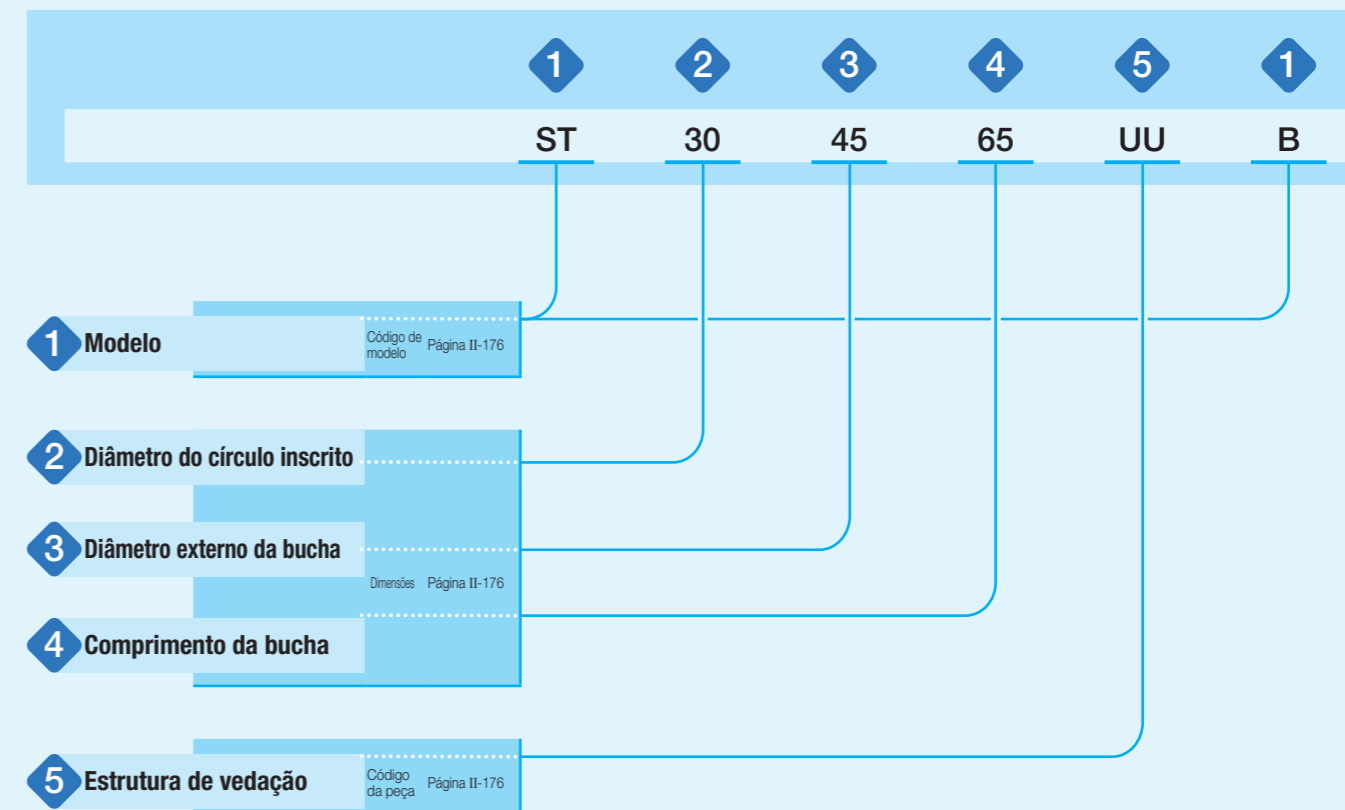 1 2 3 4 5 1
ST 30 45 65 UU B
1 Modelo
Código de
modelo
Página II-176
2 Diâmetro do círculo inscrito
3 Diâmetro externo da bucha
Dimensões Página II-176
4 Comprimento da bucha
5 Estrutura de vedação
Código
da peça
Página II-176